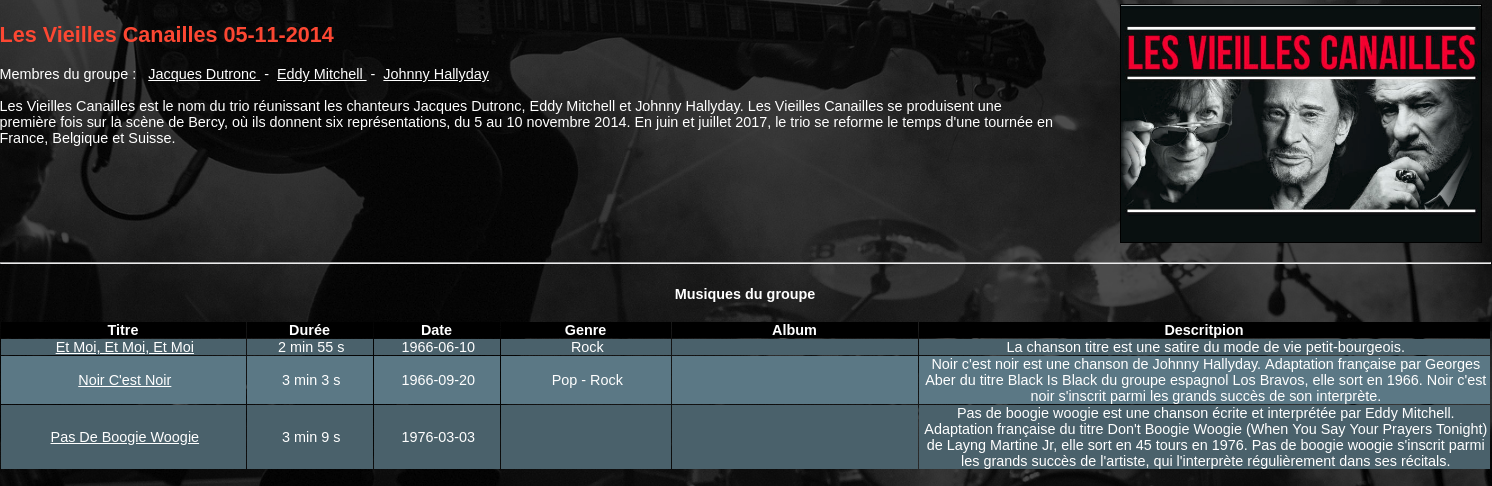 Les Vieilles Canailles 05-11-2014
LES VIEILLES CANAILLES
Membres du groupe : Jacques Dutronc - Eddy Mitchell - Johnny Hallyday
Les Vieilles Canailles est le nom du trio réunissant les chanteurs Jacques Dutronc, Eddy Mitchell et Johnny Hallyday. Les Vieilles Canailles se produisent une
première fois sur la scène de Bercy, où ils donnent six représentations, du 5 au 10 novembre 2014. En juin et juillet 2017, le trio se reforme le temps d'une tournée en
France, Belgique et Suisse.
Musiques du groupe
Titre Durée Date Genre Album Descritpion
Et Moi, Et Moi, Et Moi 2 min 55 s 1966-06-10 Rock La chanson titre est une satire du mode de vie petit-bourgeois.
Noir C'est Noir 3 min 3 s 1966-09-20 Pop - Rock Noir c'est noir est une chanson de Johnny Hallyday. Adaptation française par Georges
Aber du titre Black Is Black du groupe espagnol Los Bravos, elle sort en 1966. Noir c'est
noir s'inscrit parmi les grands succès de son interprète.
Pas De Boogie Woogie 3 min 9 s 1976-03-03 Pas de boogie woogie est une chanson écrite et interprétée par Eddy Mitchell.
Adaptation française du titre Don't Boogie Woogie (When You Say Your Prayers Tonight)
de Layng Martine Jr, elle sort en 45 tours en 1976. Pas de boogie woogie s'inscrit parmi
les grands succès de l'artiste, qui l'interprète régulièrement dans ses récitals.